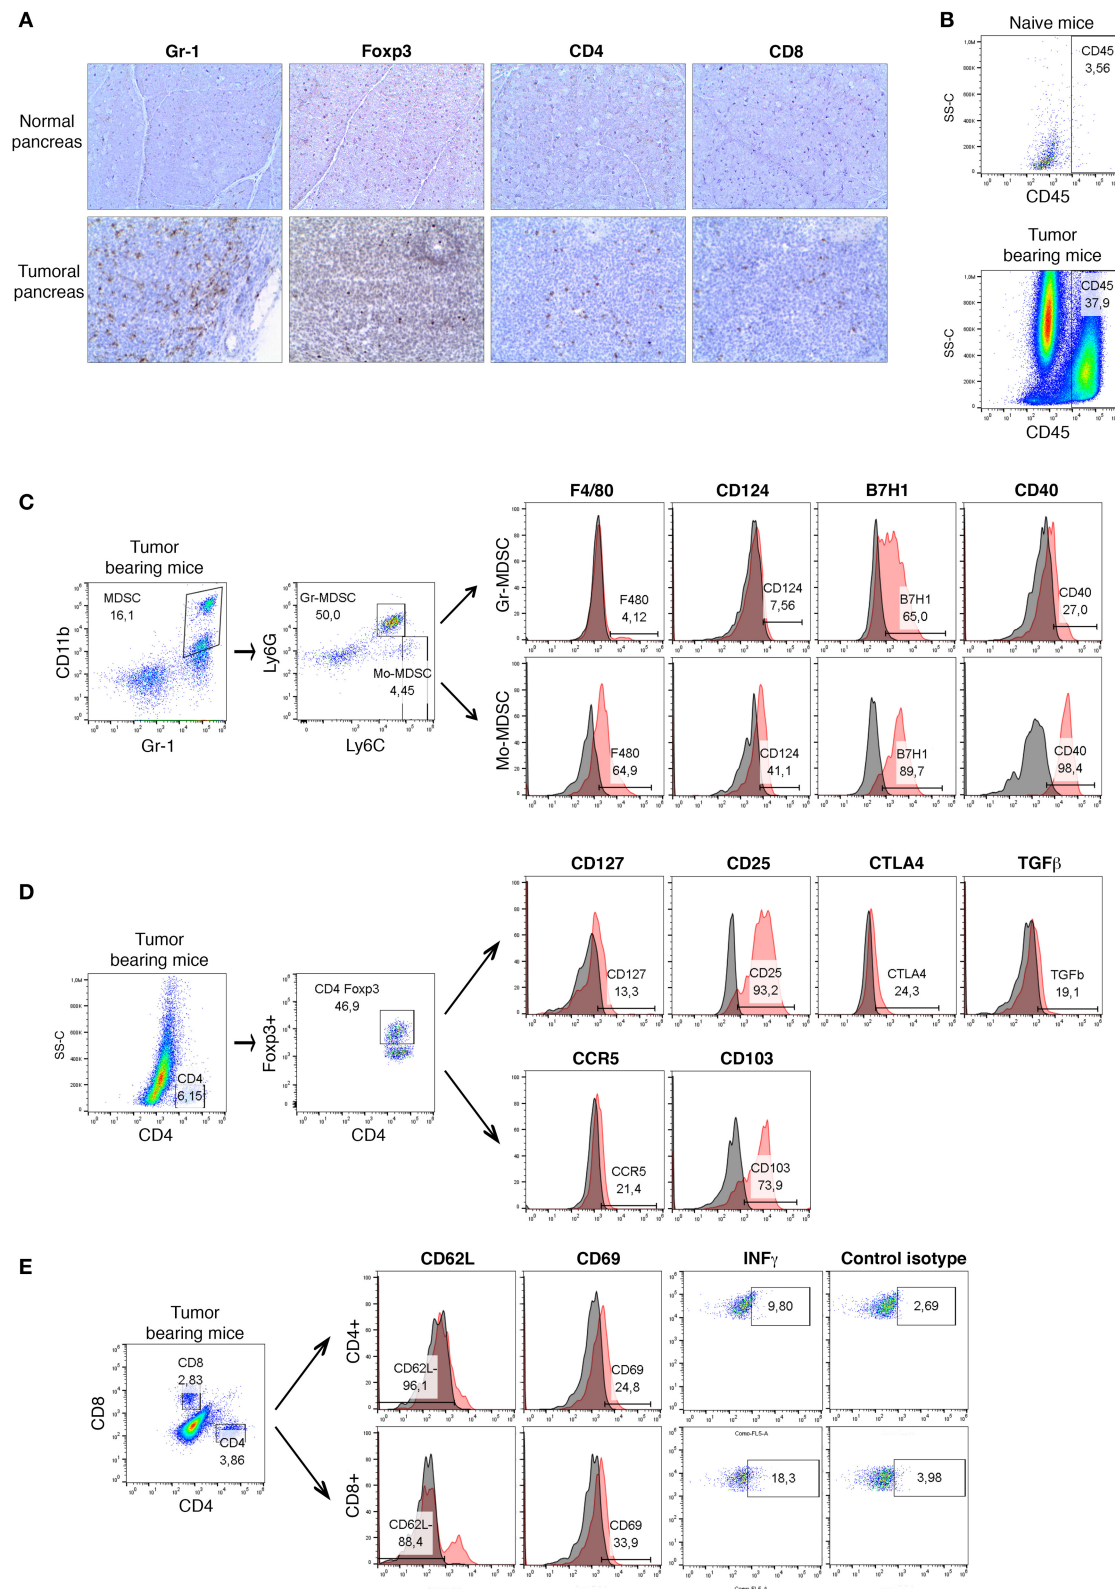 A
Gr-1
Foxp3
CD4
CD8
Normal
pancreas
Tumoral
pancreas
B
Naive mice
CD45
3,56
SS-C
CD45
Tumor
bearing mice
CD45
37,9
SS-C
CD45
C
Tumor
bearing mice
MDSC
16,1
CD11b
Gr-1
Gr-MDSC
50,0
Ly6G
Mo-MDSC
4,45
Ly6C
F4/80
CD124
B7H1
CD40
Gr-MDSC
F480
4,12
CD124
7,56
B7H1
65,0
CD40
27,0
Mo-MDSC
F480
64,9
CD124
41,1
B7H1
89,7
CD40
98,4
D
Tumor
bearing mice
SS-C
CD4
6,15
CD4
CD4 Foxp3
46,9
Foxp3+
CD4
CD127
CD25
CTLA4
TGFβ
CD127
13,3
CD25
93,2
CTLA4
24,3
TGFb
19,1
CCR5
CD103
CCR5
21,4
CD103
73,9
E
Tumor
bearing mice
CD8
2,83
CD8
CD4
3,86
CD4
CD62L
CD69
INFγ
Control isotype
CD4+
CD62L-
96,1
CD69
24,8
9,80
2,69
Comp-FL5-A
CD8+
CD62L-
88,4
CD69
33,9
18,3
3,98